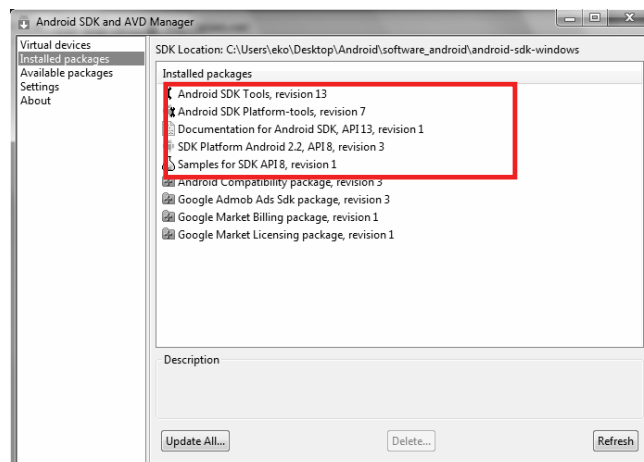 Android SDK and AVD Manager
Virtual devices
Installed packages
Available packages
Settings
About
SDK Location: C:\Users\eko\Desktop\Android\software_android\android-sdk-windows
Installed packages
Android SDK Tools, revision 13
Android SDK Platform-tools, revision 7
Documentation for Android SDK, API 13, revision 1
SDK Platform Android 2.2, API 8, revision 3
Samples for SDK API 8, revision 1
Android Compatibility package, revision 3
Google Admob Ads Sdk package, revision 3
Google Market Billing package, revision 1
Google Market Licensing package, revision 1
Description
Update All...
Delete...
Refresh